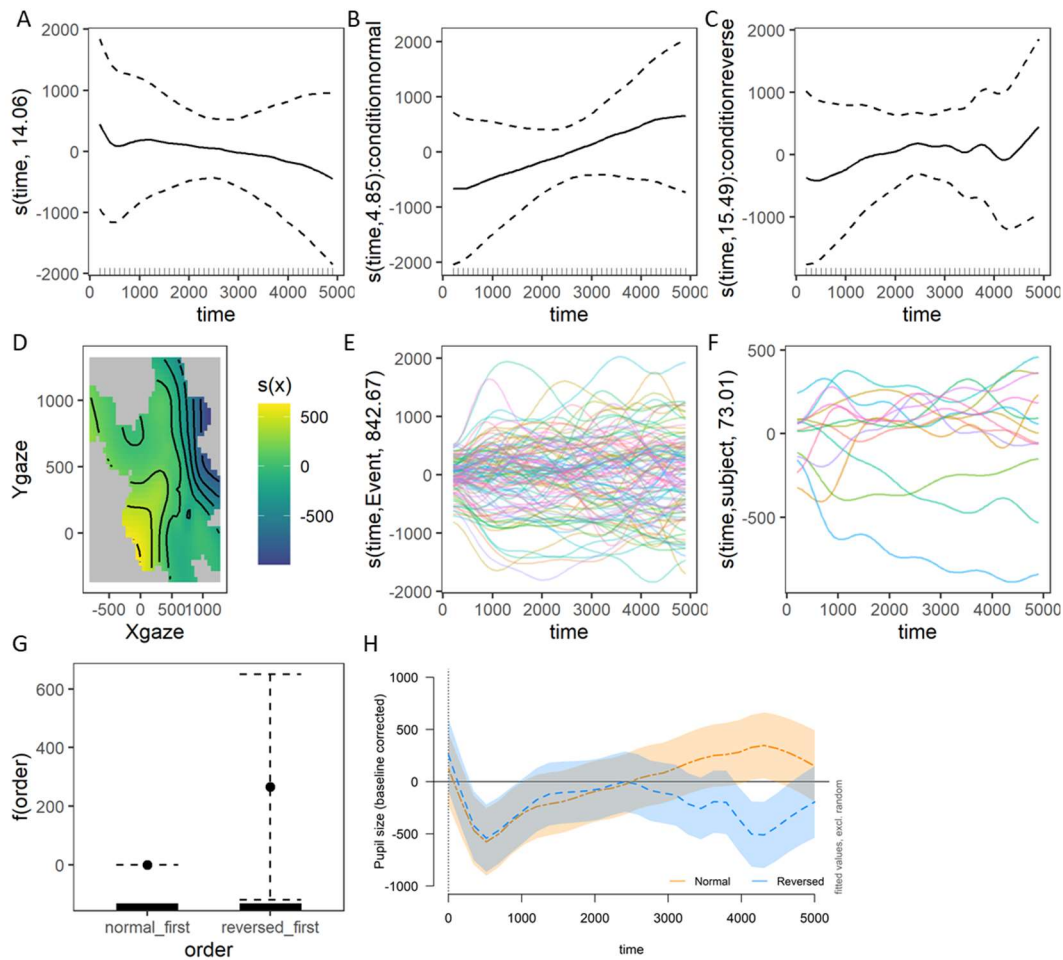 A
2000
1000
0
-1000
-2000
s(time, 14.06)
0 1000 2000 3000 4000 5000
time
B
2000
1000
0
-1000
-2000
s(time,4.85):conditionnormal
0 1000 2000 3000 4000 5000
time
C
2000
1000
0
-1000
s(time,15.49):conditionreverse
0 1000 2000 3000 4000 5000
time
D
1000
500
0
Ygaze
-500 0 5001000
Xgaze
s(x)
500
0
-500
E
2000
1000
0
-1000
-2000
s(time,Event, 842.67)
0 1000 2000 3000 4000 5000
time
F
500
0
-500
s(time,subject, 73.01)
0 1000 2000 3000 4000 5000
time
G
600
400
200
0
f(order)
normal_first reversed_first
order
H
1000
500
0
-500
-1000
Pupil size (baseline corrected)
Normal Reversed
fitted values, excl. random
0 1000 2000 3000 4000 5000
time